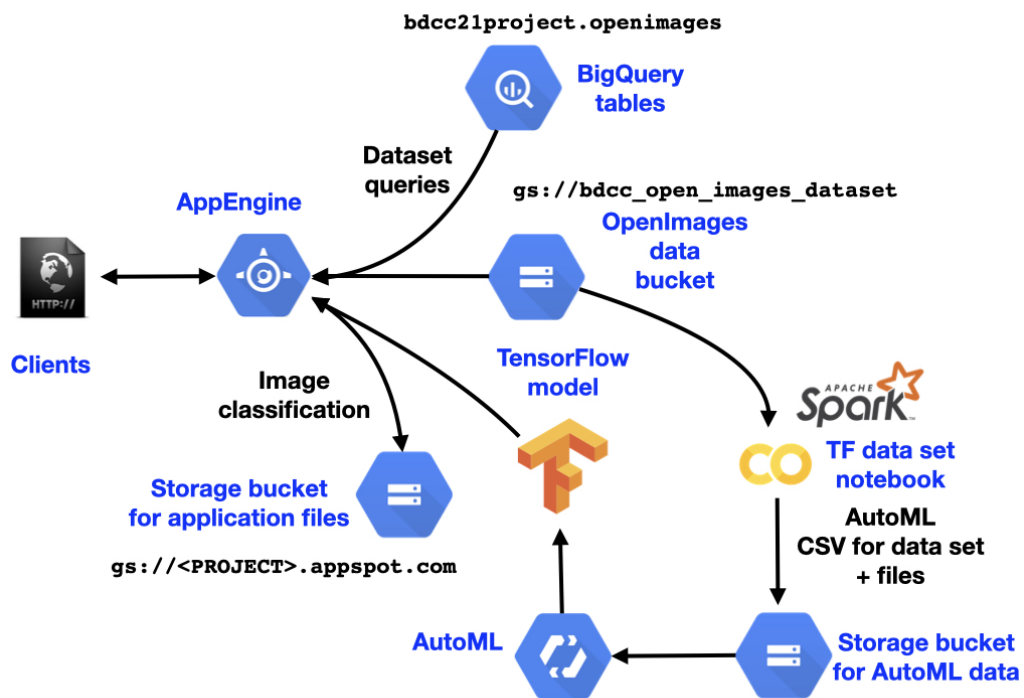 bdcc21project.openimages
BigQuery
tables
Dataset
queries
gs://bdcc_open_images_dataset
AppEngine
OpenImages
data
bucket
HTTP://
Clients
TensorFlow
model
Image
classification
APACHE
Spark™
TF data set
notebook
Storage bucket
for application files
AutoML
CSV for data set
+ files
gs://<PROJECT>.appspot.com
AutoML
Storage bucket
for AutoML data